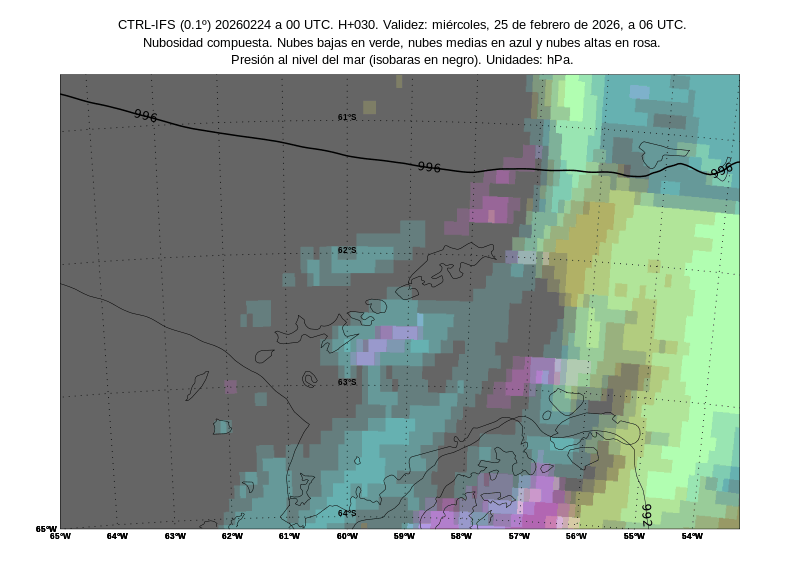 CTRL-IFS (0.1º) 20260224 a 00 UTC. H+030. Validez: miércoles, 25 de febrero de 2026, a 06 UTC.
Nubosidad compuesta. Nubes bajas en verde, nubes medias en azul y nubes altas en rosa.
Presión al nivel del mar (isobaras en negro). Unidades: hPa.
996
61°S
996
996
62°S
63°S
64°S
992
65°W
65°W 64°W 63°W 62°W 61°W 60°W 59°W 58°W 57°W 56°W 55°W 54°W